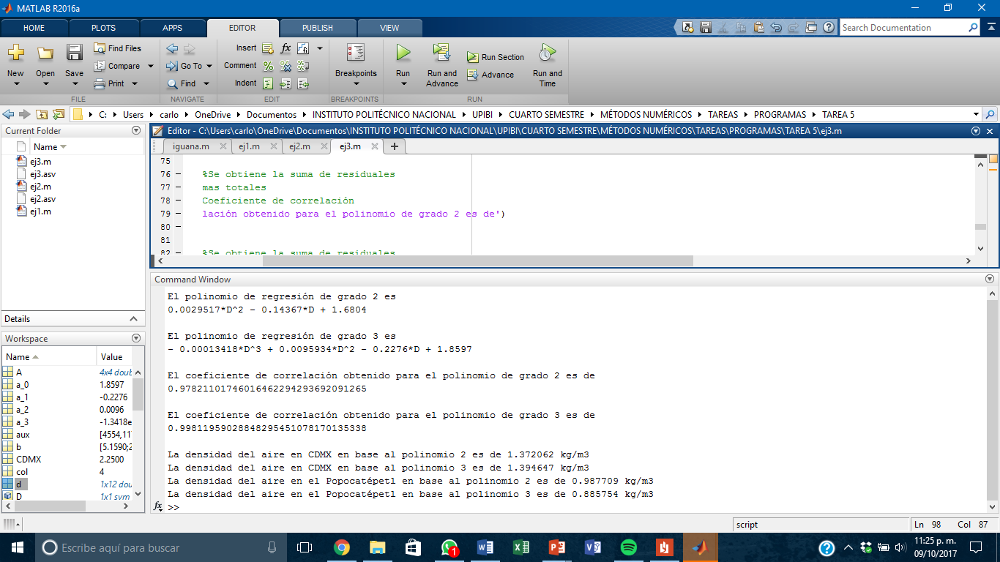 MATLAB R2016a
HOME PLOTS APPS EDITOR PUBLISH VIEW
Search Documentation
New Open Save Find Files Compare Print
Go To Find
Insert fx
Comment
Indent
Breakpoints
Run Run and Advance Run Section Advance Run and Time
FILE NAVIGATE EDIT BREAKPOINTS RUN
C: Users carlo OneDrive Documentos INSTITUTO POLITÉCNICO NACIONAL UPIBI CUARTO SEMESTRE MÉTODOS NUMÉRICOS TAREAS PROGRAMAS TAREA 5
Current Folder
Name
ej3.m
ej3.asv
ej2.m
ej2.asv
ej1.m
Details
Workspace
Name Value
A 4x4 doub
a_0 1.8597
a_1 -0.2276
a_2 0.0096
a_3 -1.3418e
aux [4554,11
b [5.1590;2
CDMX 2.2500
col 4
d 1x12 dou
D 1x1 sym
Editor - C:\Users\carlo\OneDrive\Documentos\INSTITUTO POLITÉCNICO NACIONAL\UPIBI\CUARTO SEMESTRE\MÉTODOS NUMÉRICOS\TAREAS\PROGRAMAS\TAREA 5\ej3.m
iguana.m ej1.m ej2.m ej3.m
75
76 – %Se obtiene la suma de residuales
77 – mas totales
78 – Coeficiente de correlación
79 – lación obtenido para el polinomio de grado 2 es de')
80 –
81
82 – %Se obtiene la suma de residuales
Command Window
El polinomio de regresión de grado 2 es
0.0029517*D^2 - 0.14367*D + 1.6804
El polinomio de regresión de grado 3 es
- 0.00013418*D^3 + 0.0095934*D^2 - 0.2276*D + 1.8597
El coeficiente de correlación obtenido para el polinomio de grado 2 es de
0.97821101746016462294293692091265
El coeficiente de correlación obtenido para el polinomio de grado 3 es de
0.99811959028848295451078170135338
La densidad del aire en CDMX en base al polinomio 2 es de 1.372062 kg/m3
La densidad del aire en CDMX en base al polinomio 3 es de 1.394647 kg/m3
La densidad del aire en el Popocatépetl en base al polinomio 2 es de 0.987709 kg/m3
La densidad del aire en el Popocatépetl en base al polinomio 3 es de 0.885754 kg/m3
fx >>
script Ln 98 Col 87
Escribe aquí para buscar
1
11:25 p. m.
09/10/2017